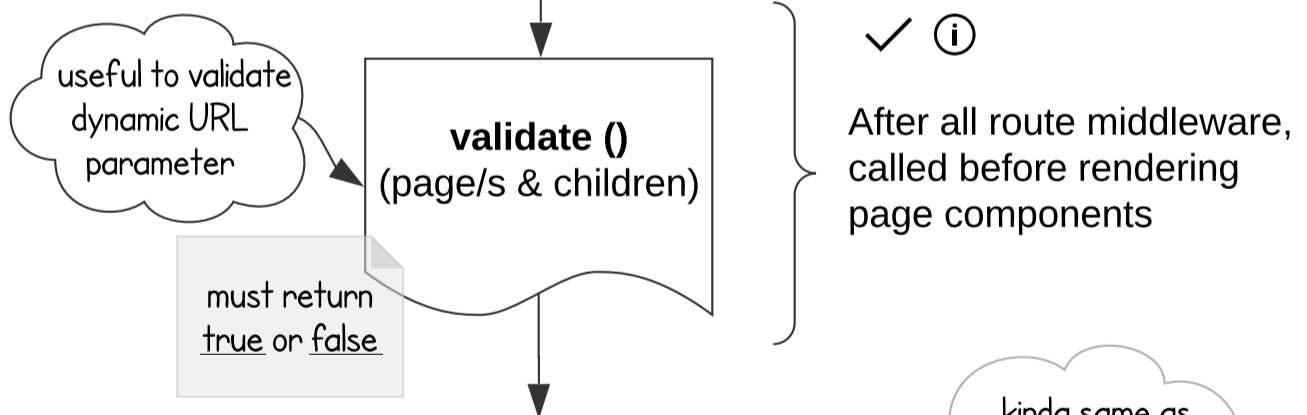 useful to validate
dynamic URL
parameter
validate ()
(page/s & children)
must return
true or false
After all route middleware,
called before rendering
page components
kinda same as